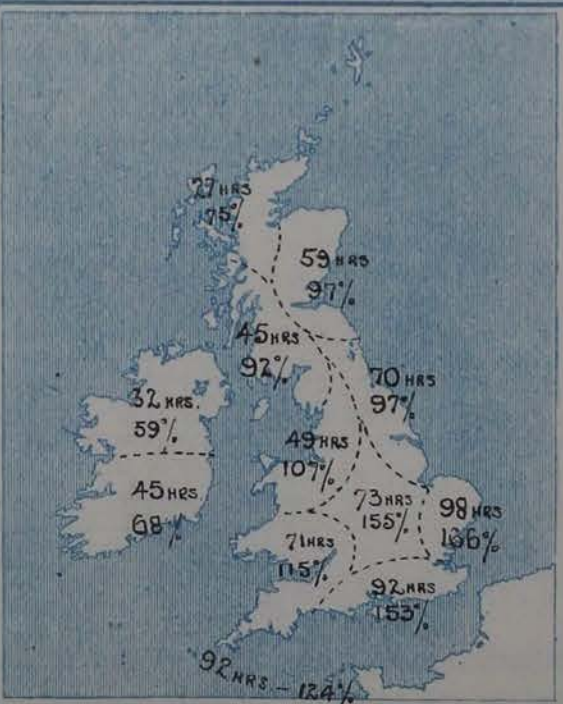 27 HRS
75%
59 HRS
97%
45 HRS
92%
70 HRS
97%
32 HRS.
59%
49 HRS
107%
45 HRS.
68%
73 HRS
155%
98 HRS
166%
71 HRS
115%
92 HRS
153%
92 HRS - 124%